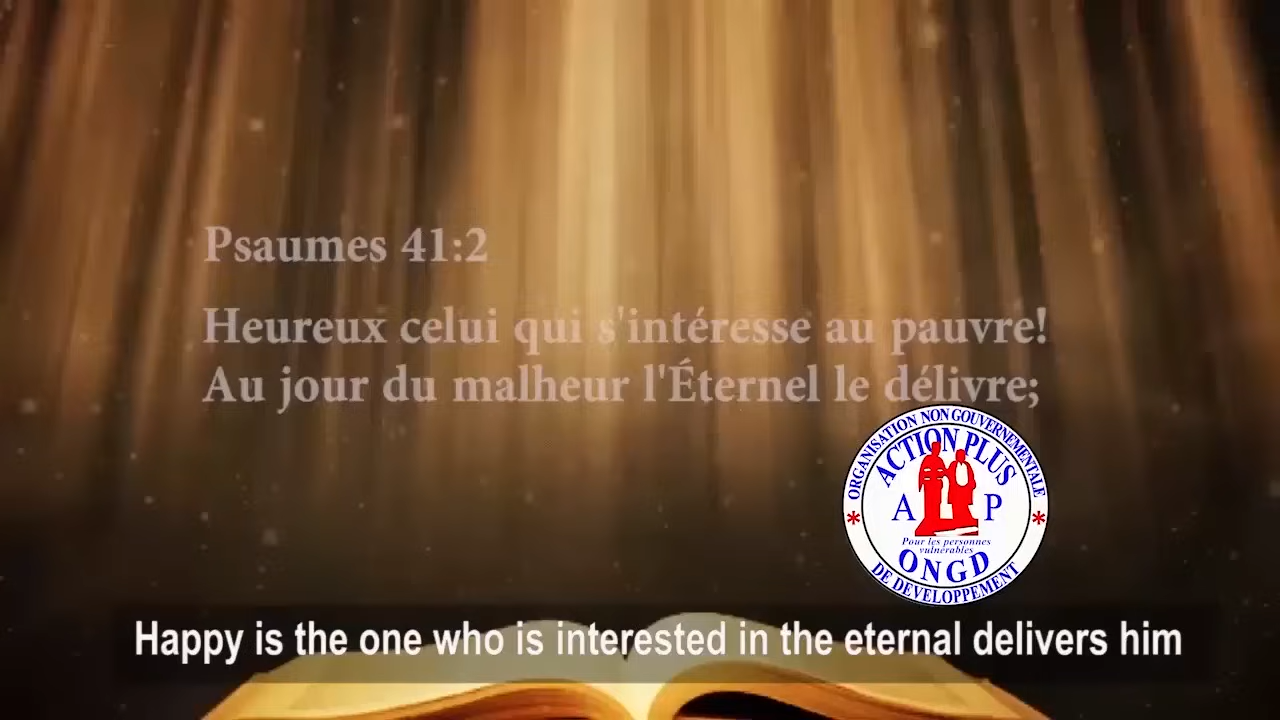 Psaumes 41:2
Heureux celui qui s'intéresse au pauvre!
Au jour du malheur l'Éternel le délivre;
ORGANISATION NON GOUVERNEMENTALE
ACTION PLUS
A P
Pour les personnes
vulnérables
ONGD
DE DEVELOPPEMENT
Happy is the one who is interested in the eternal delivers him